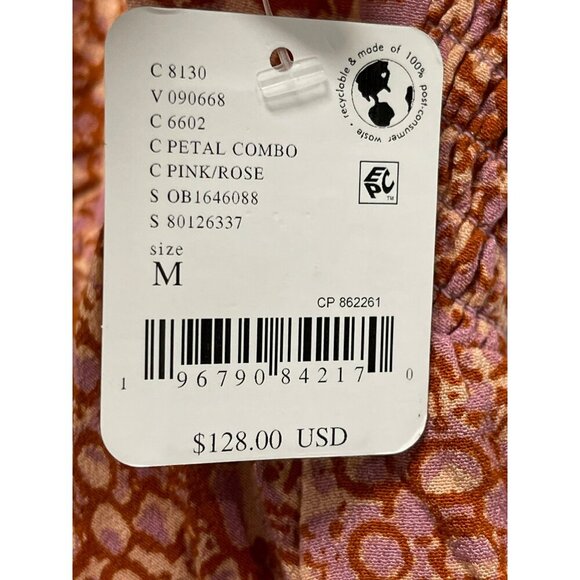 C 8130
V 090668
C 6602
C PETAL COMBO
C PINK/ROSE
S OB1646088
S 80126337
size
M
recyclable & made of 100% post-consumer waste •
EPC
TM
CP 862261
1 96790 84217 0
$128.00 USD